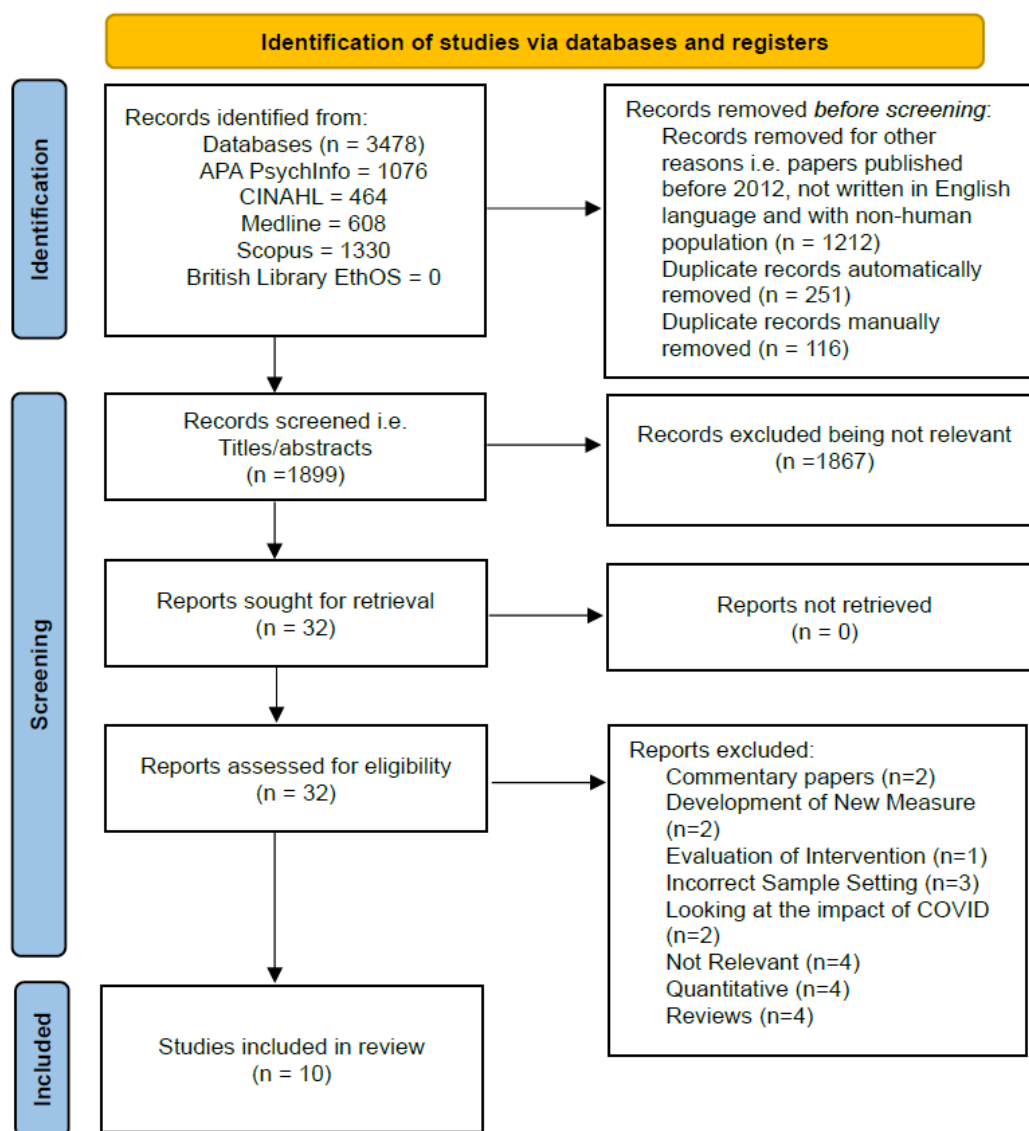 Identification of studies via databases and registers
Identification
Records identified from:
Databases (n = 3478)
APA PsychInfo = 1076
CINAHL = 464
Medline = 608
Scopus = 1330
British Library EthOS = 0
Records removed before screening:
Records removed for other
reasons i.e. papers published
before 2012, not written in English
language and with non-human
population (n = 1212)
Duplicate records automatically
removed (n = 251)
Duplicate records manually
removed (n = 116)
Screening
Records screened i.e.
Titles/abstracts
(n =1899)
Records excluded being not relevant
(n =1867)
Reports sought for retrieval
(n = 32)
Reports not retrieved
(n = 0)
Reports assessed for eligibility
(n = 32)
Reports excluded:
Commentary papers (n=2)
Development of New Measure
(n=2)
Evaluation of Intervention (n=1)
Incorrect Sample Setting (n=3)
Looking at the impact of COVID
(n=2)
Not Relevant (n=4)
Quantitative (n=4)
Reviews (n=4)
Included
Studies included in review
(n = 10)